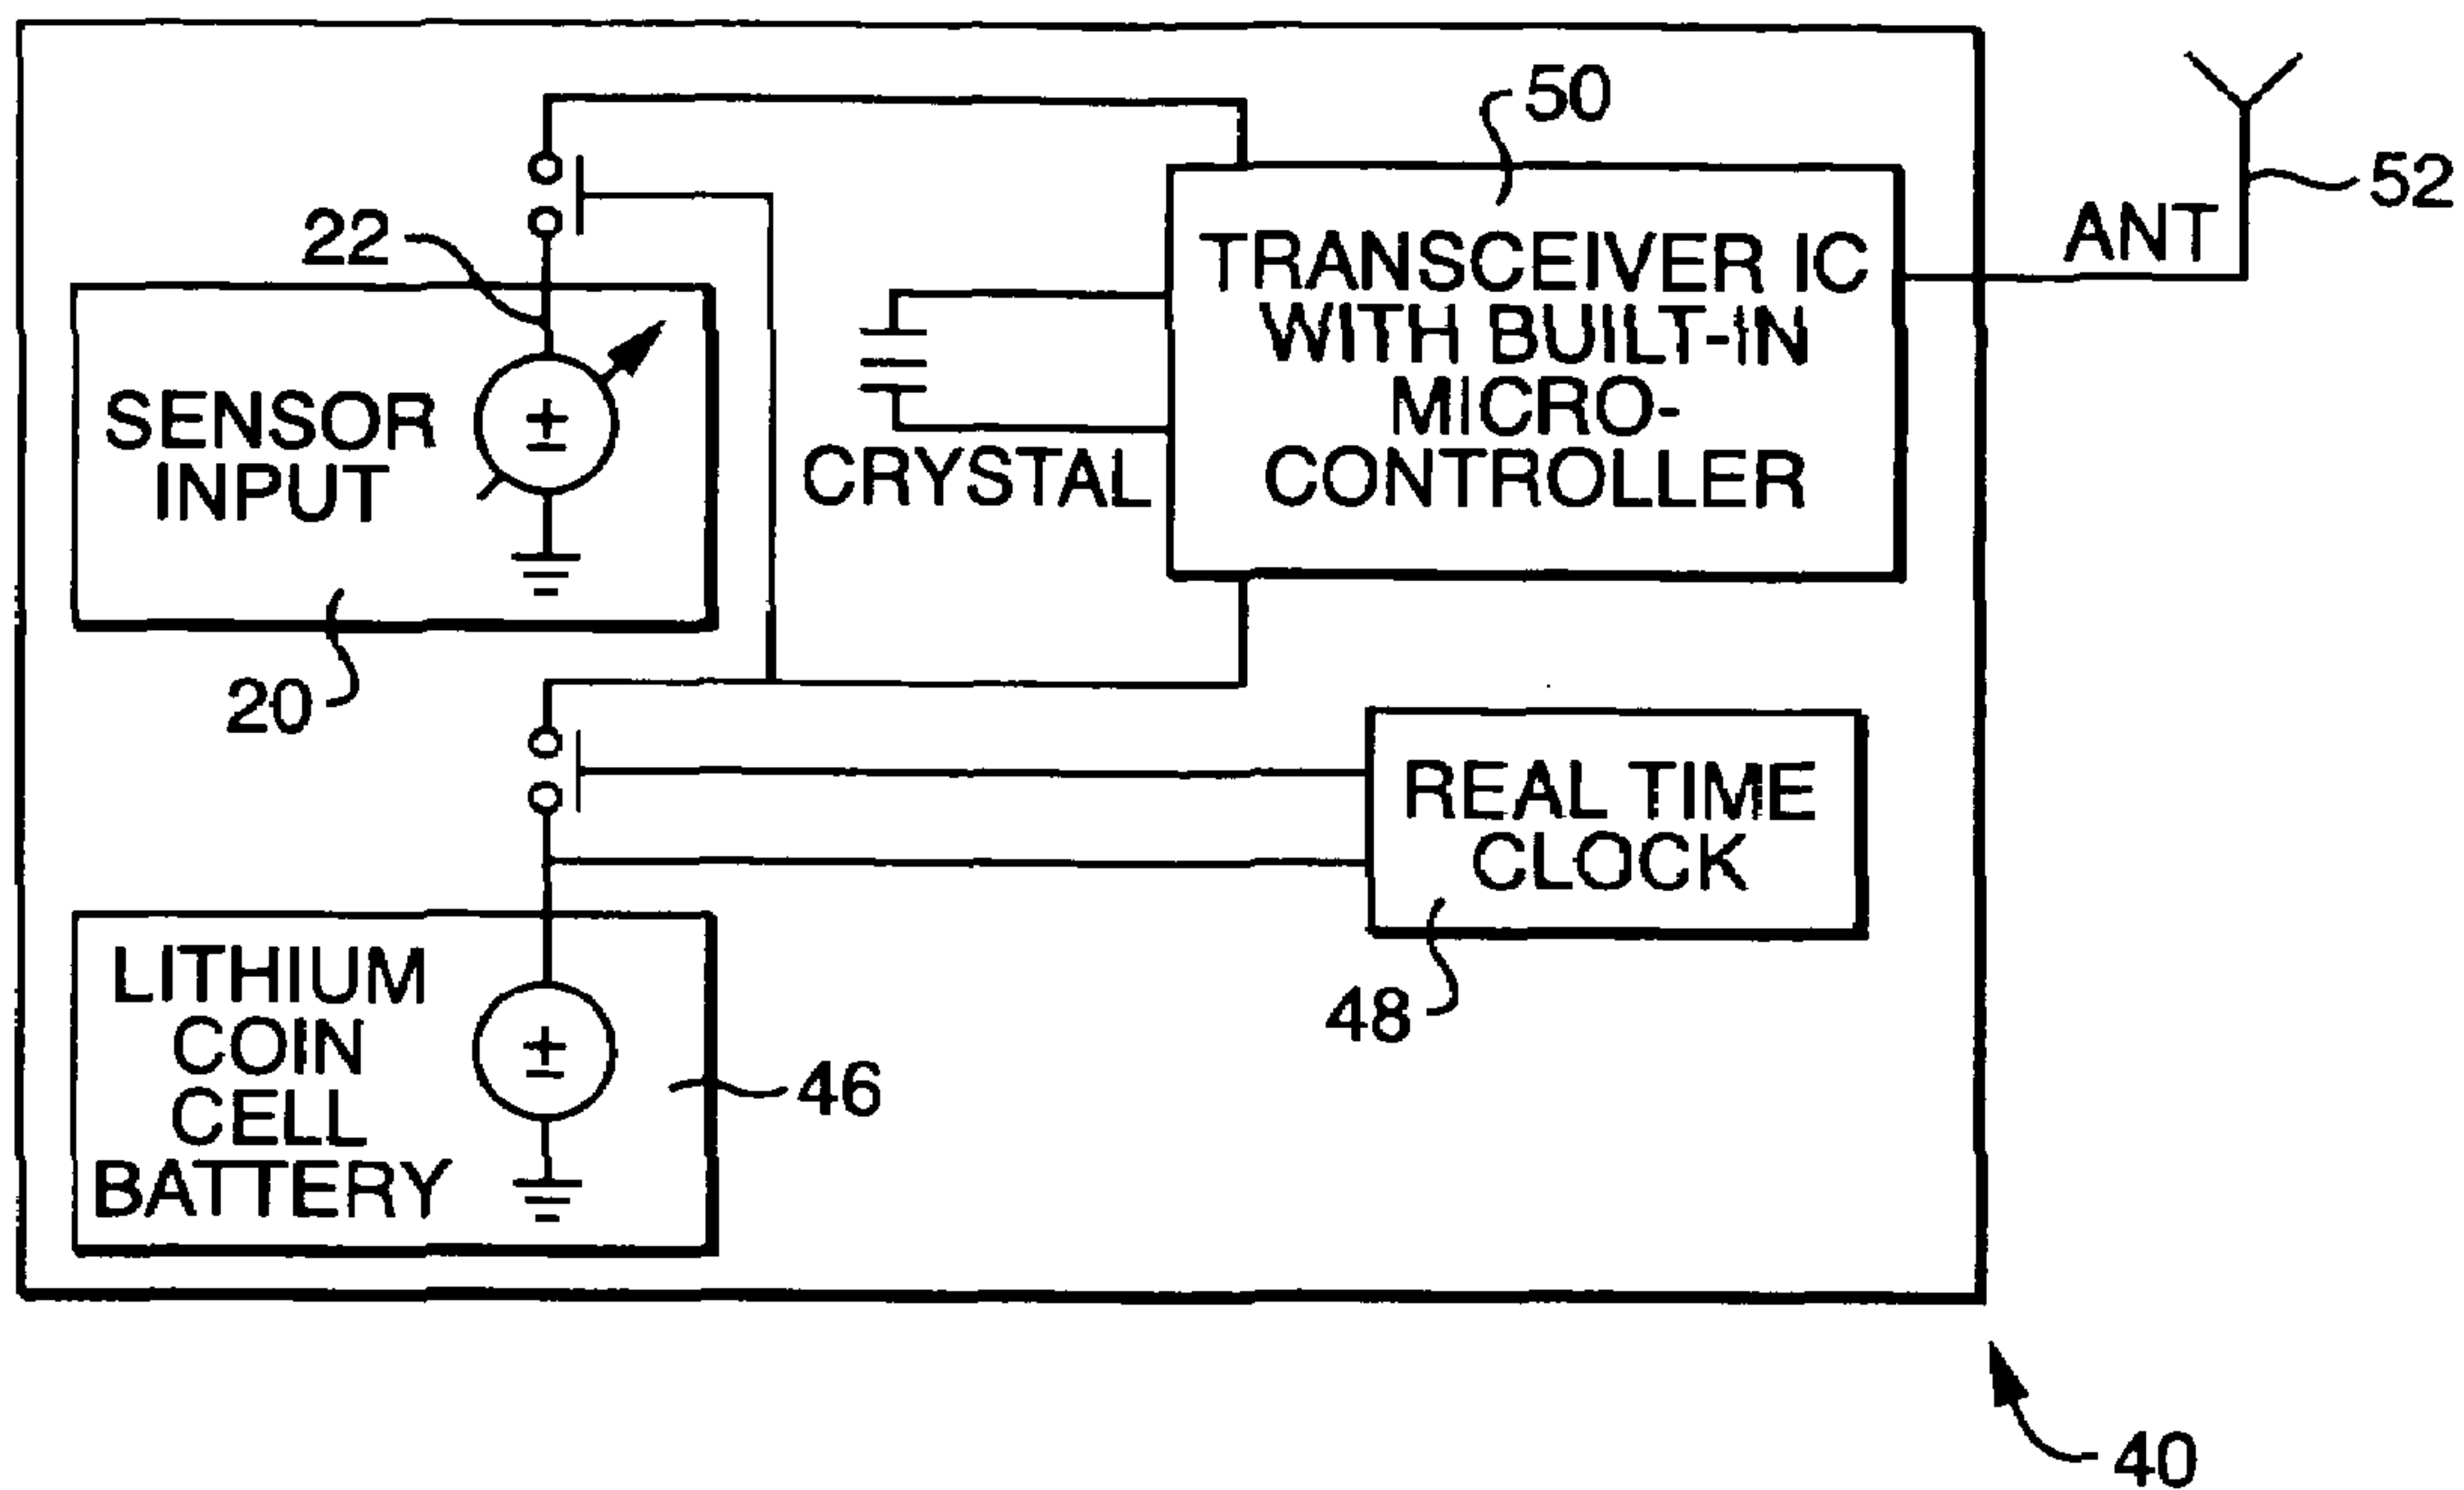 50
52
22
ANT
TRANSCEIVER IC
WITH BUILT-IN
MICRO-
CONTROLLER
SENSOR
INPUT
CRYSTAL
20
REAL TIME
CLOCK
48
LITHIUM
COIN
CELL
BATTERY
46
40